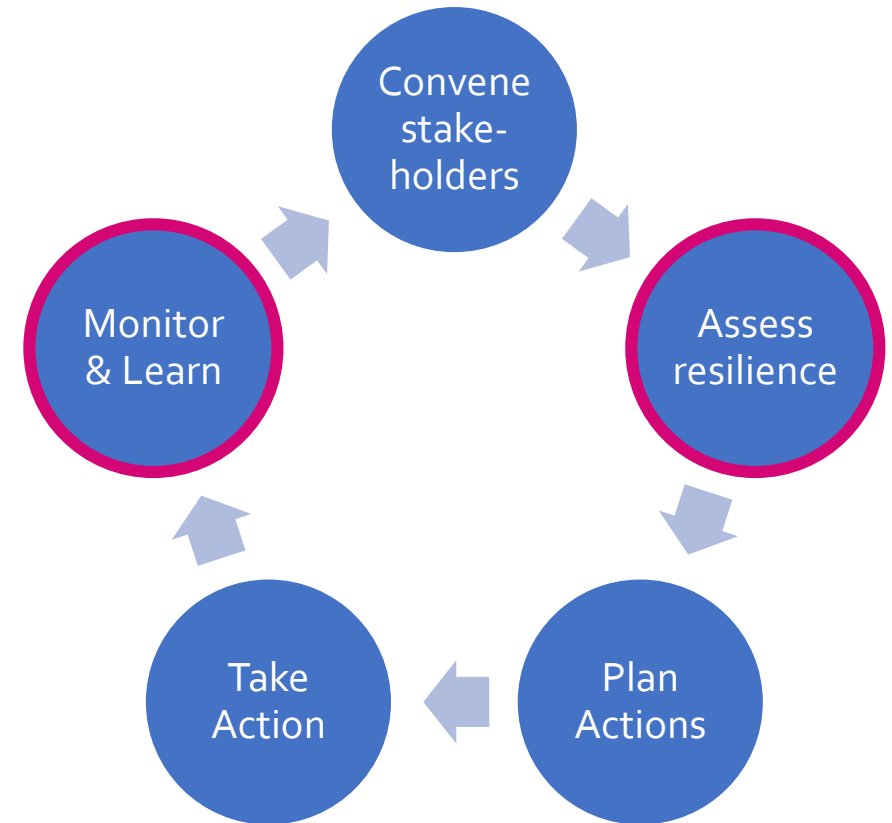 Convene
stake-
holders
Assess
resilience
Plan
Actions
Take
Action
Monitor
& Learn